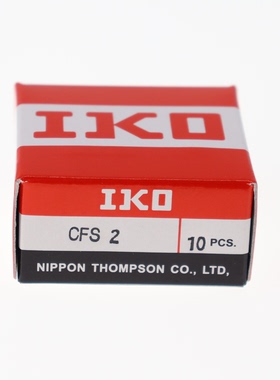 IKO
IKO
CFS 2
10 PCS.
NIPPON THOMPSON CO., LTD,